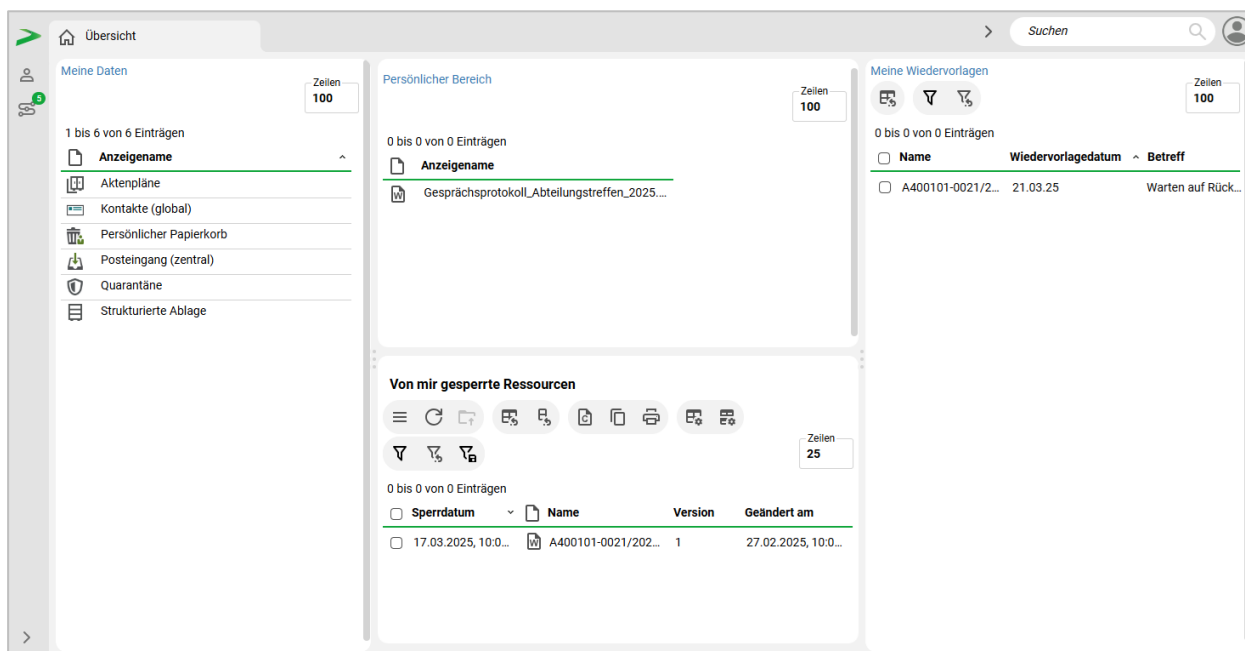 Übersicht
Suchen
5
Meine Daten
Zeilen
100
1 bis 6 von 6 Einträgen
Anzeigename
Aktenpläne
Kontakte (global)
Persönlicher Papierkorb
Posteingang (zentral)
Quarantäne
Strukturierte Ablage
Persönlicher Bereich
Zeilen
100
0 bis 0 von 0 Einträgen
Anzeigename
W Gesprächsprotokoll_Abteilungstreffen_2025....
Von mir gesperrte Ressourcen
C
Zeilen
25
0 bis 0 von 0 Einträgen
Sperrdatum Name Version Geändert am
17.03.2025, 10:0... W A400101-0021/202... 1 27.02.2025, 10:0...
Meine Wiedervorlagen
Zeilen
100
0 bis 0 von 0 Einträgen
Name Wiedervorlagedatum Betreff
A400101-0021/2... 21.03.25 Warten auf Rück...